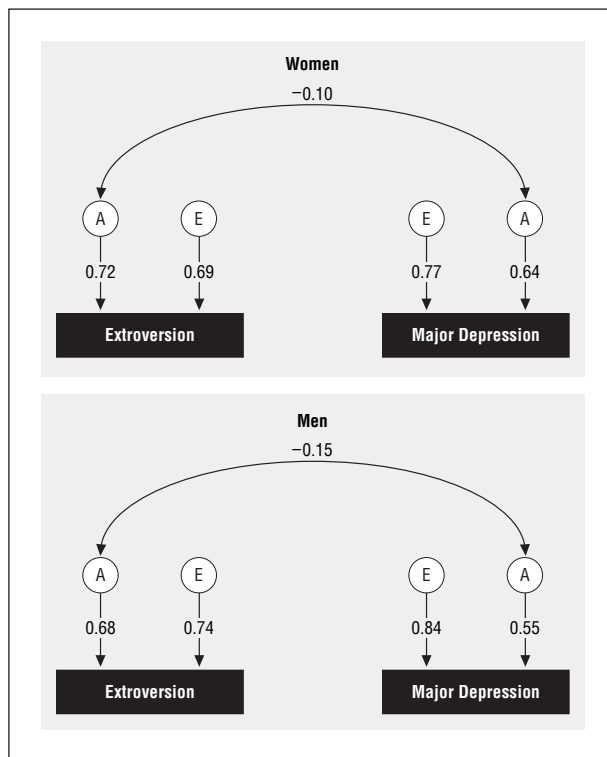 Women
−0.10
A E E A
0.72 0.69 0.77 0.64
Extroversion Major Depression
Men
−0.15
A E E A
0.68 0.74 0.84 0.55
Extroversion Major Depression